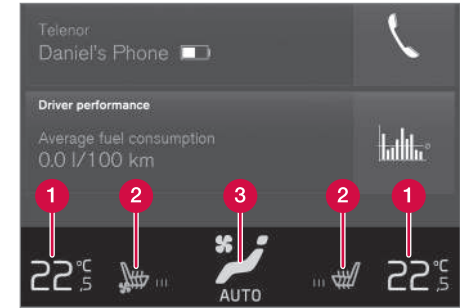 Telenor
Daniel's Phone
Driver performance
Average fuel consumption
0.0 l/100 km
1 2 3 2 1
22 °C ,5 22 °C ,5
AUTO